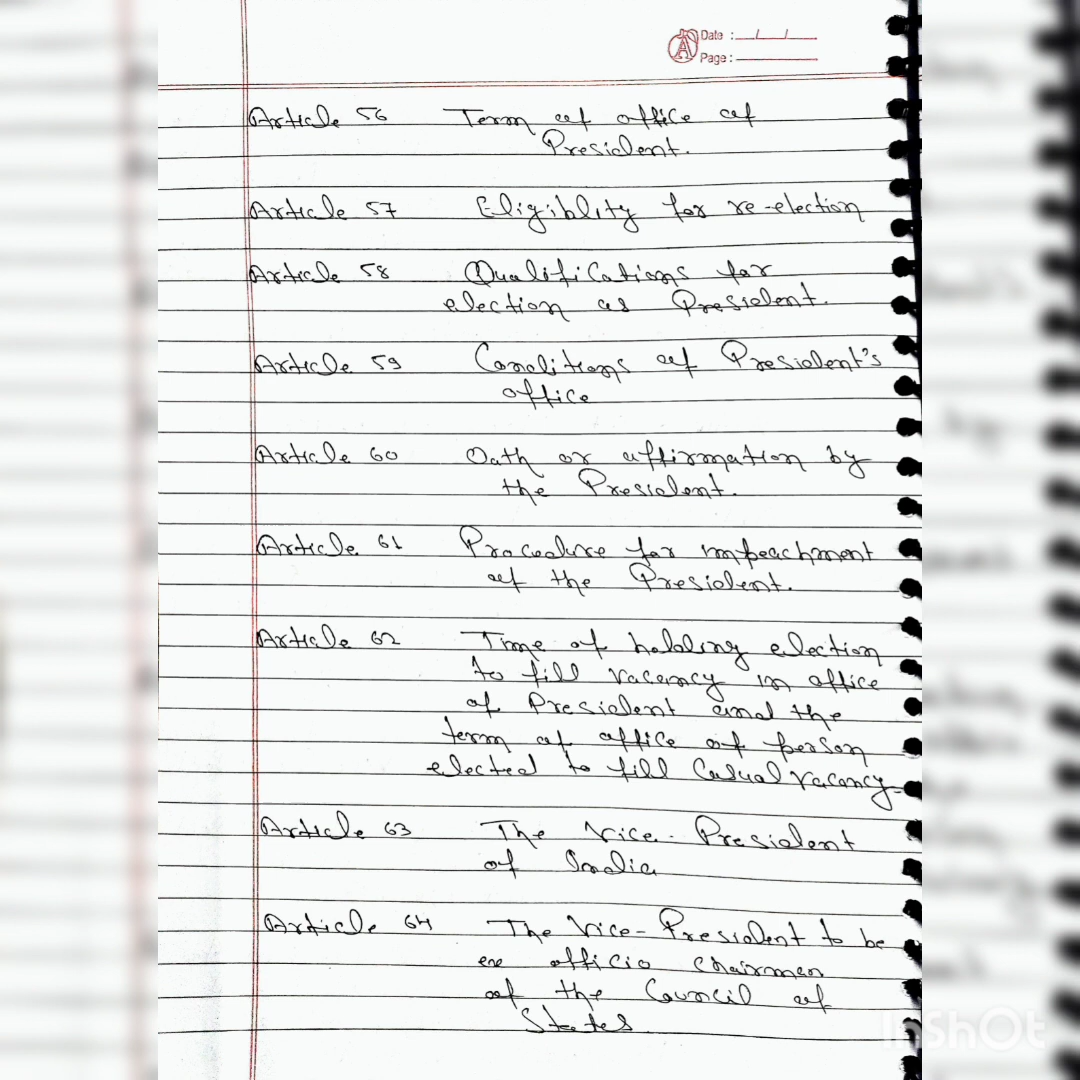 Date : __/__/__
Page :
Article 56 Term of office of
President.
Article 57 Eligiblity for re-election
Article 58 Qualifications for
election as President.
Article 59 Conditions of President's
office
Article 60 Oath or affirmation by
the President.
Article 61 Procedure for impeachment
of the President.
Article 62 Time of holding election
to fill vacancy in office
of President and the
term of office of person
elected to fill Casual vacancy
Article 63 The Vice-President
of India
Article 64 The Vice-President to be
ex officio chairman
of the Council of
States.
InShOt